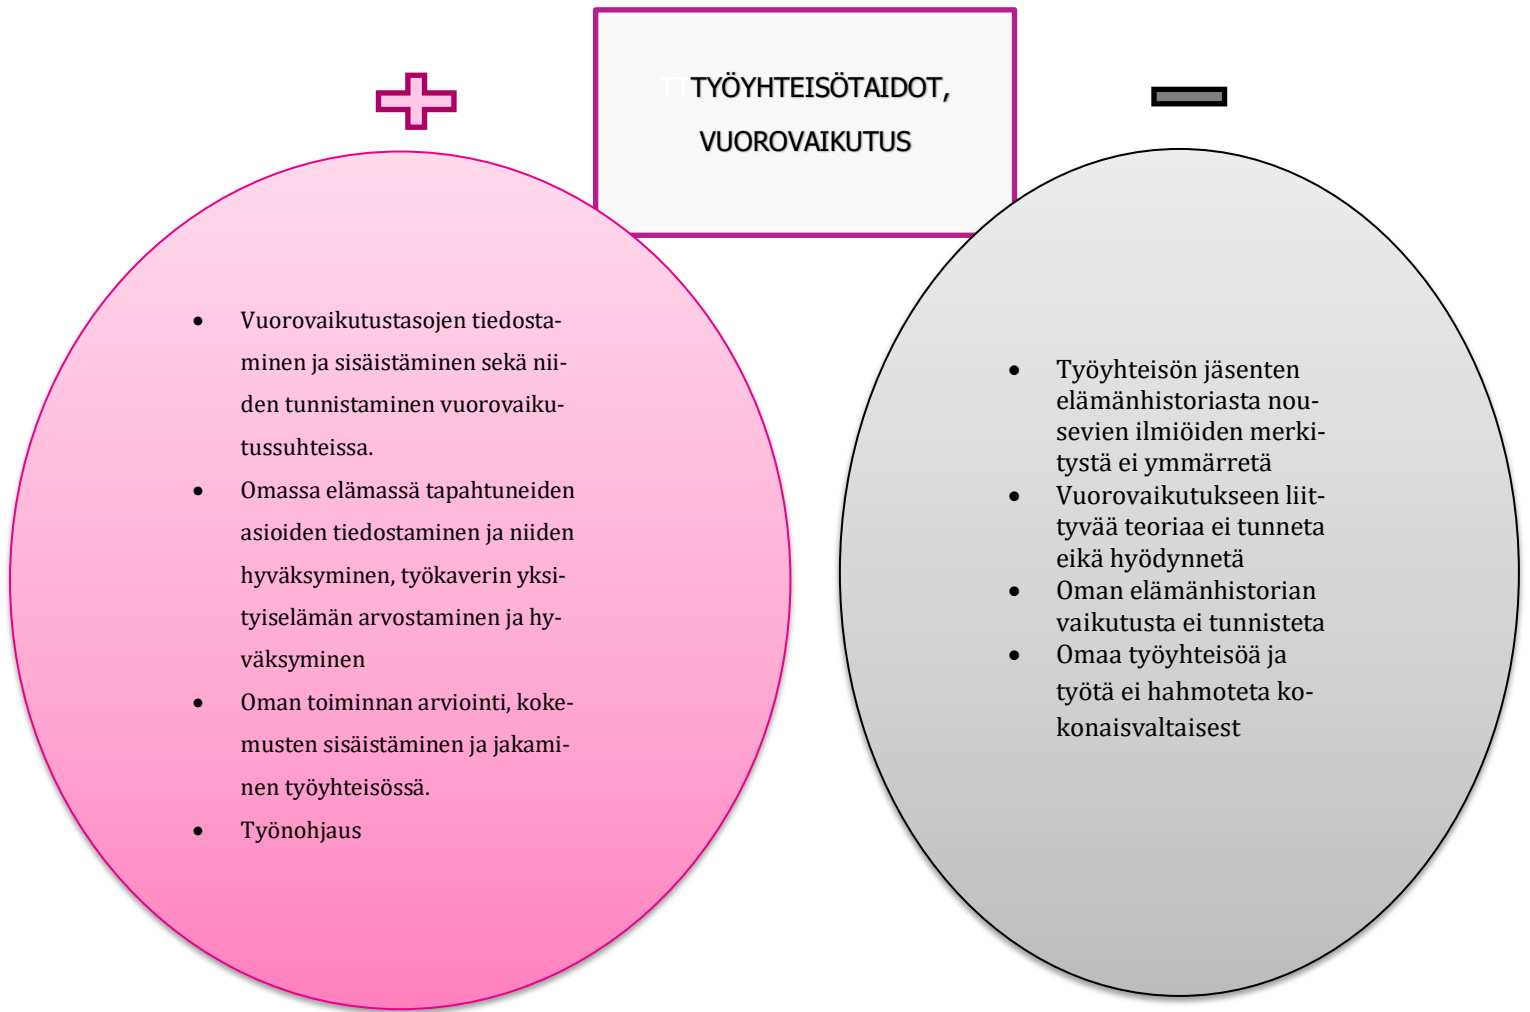 TYÖYHTEISÖTAIDOT,
VUOROVAIKUTUS
• Vuorovaikutustasojen tiedosta-
minen ja sisäistäminen sekä nii-
den tunnistaminen vuorovaiku-
tussuhteissa.
• Omassa elämassä tapahtuneiden
asioiden tiedostaminen ja niiden
hyväksyminen, työkaverin yksi-
tyiselämän arvostaminen ja hy-
väksyminen
• Oman toiminnan arviointi, koke-
musten sisäistäminen ja jakami-
nen työyhteisössä.
• Työnohjaus
• Työyhteisön jäsenten
elämänhistoriasta nou-
sevien ilmiöiden merki-
tystä ei ymmärretä
• Vuorovaikutukseen liit-
tyvää teoriaa ei tunneta
eikä hyödynnetä
• Oman elämänhistorian
vaikutusta ei tunnisteta
• Omaa työyhteisöä ja
työtä ei hahmoteta ko-
konaisvaltaisest